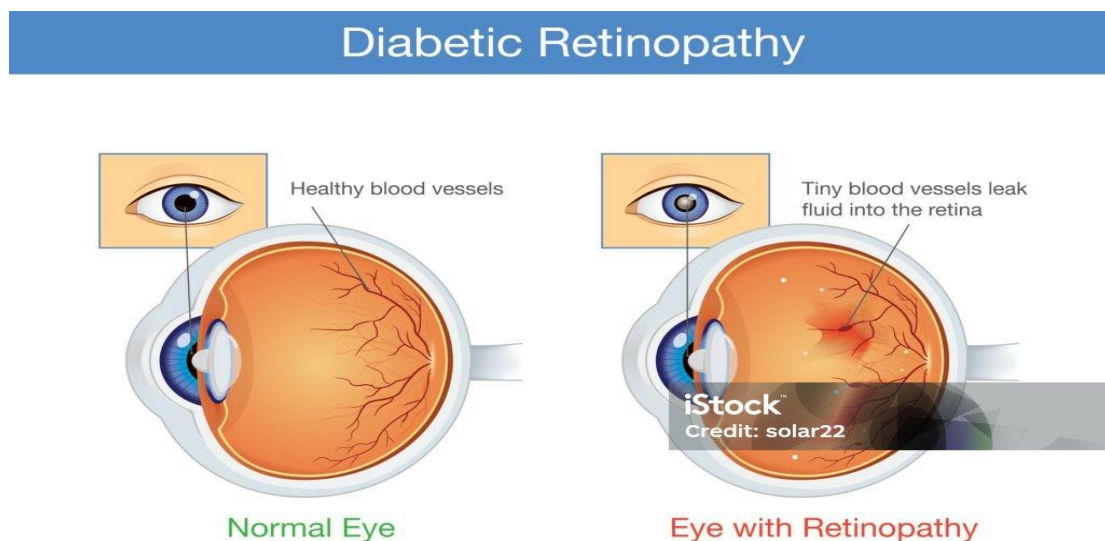 Diabetic Retinopathy
Healthy blood vessels
Tiny blood vessels leak
fluid into the retina
iStock™
Credit: solar22
Normal Eye
Eye with Retinopathy